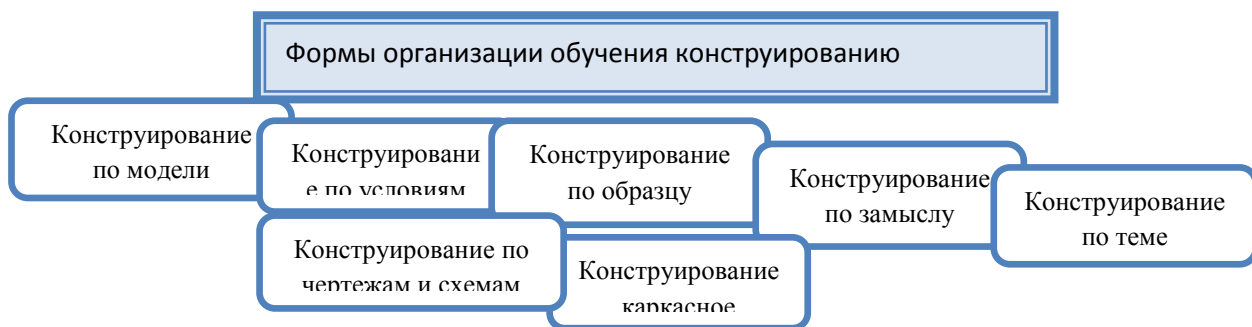 Формы организации обучения конструированию
Конструирование
по модели
Конструировани
е по условиям
Конструирование
по образцу
Конструирование
по замыслу
Конструирование
по теме
Конструирование по
чертежам и схемам
Конструирование
каркасное